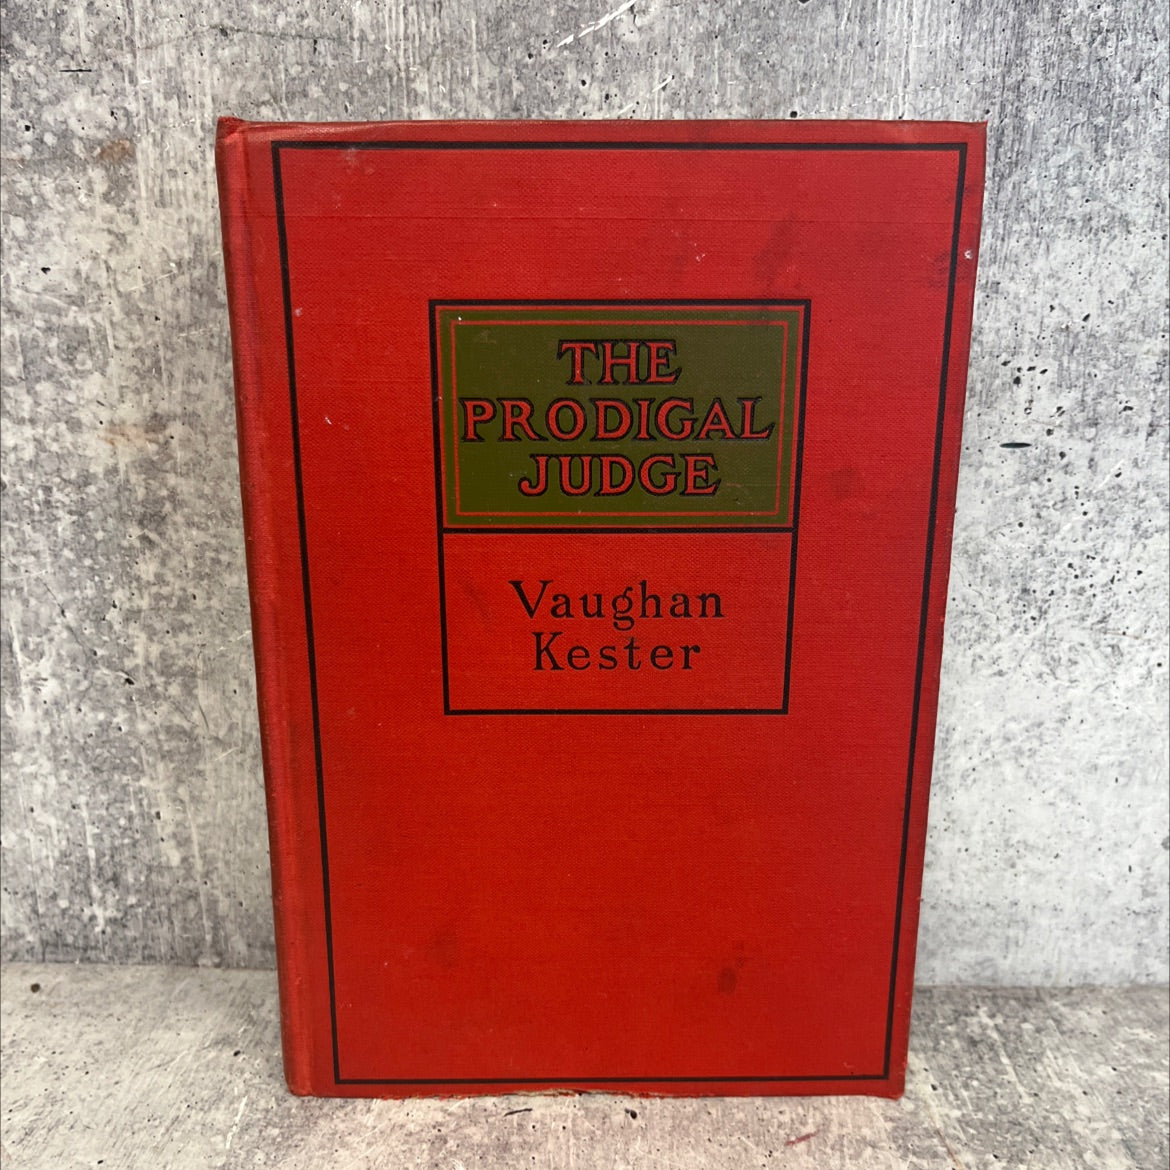 THE
PRODIGAL
JUDGE
Vaughan
Kester